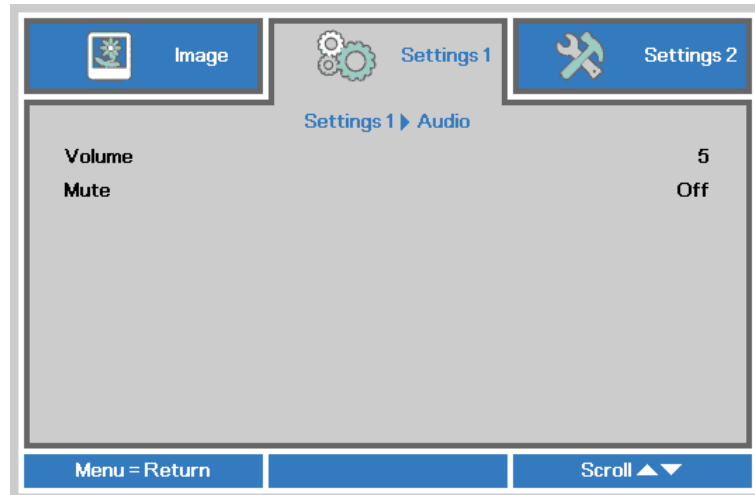 Image
Settings 1
Settings 2
Settings 1 ▶ Audio
Volume 5
Mute Off
Menu = Return
Scroll ▲▼